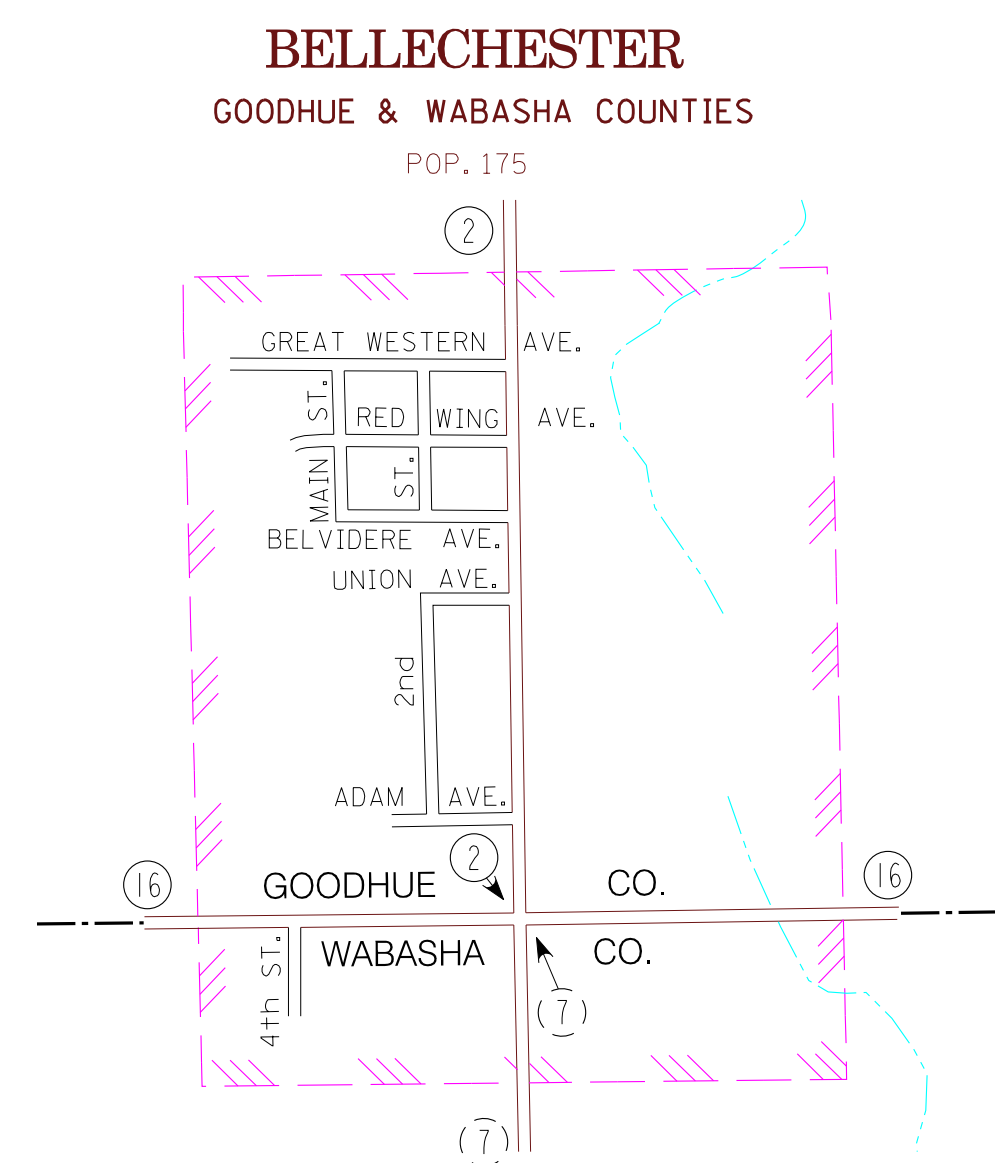 BELLECHESTER
GOODHUE & WABASHA COUNTIES
POP. 175
2
GREAT WESTERN AVE.
MAIN ST.
RED WING AVE.
ST.
BELVIDERE AVE.
UNION AVE.
2nd
ADAM AVE.
2
16
GOODHUE CO.
16
WABASHA CO.
4th ST.
7
7